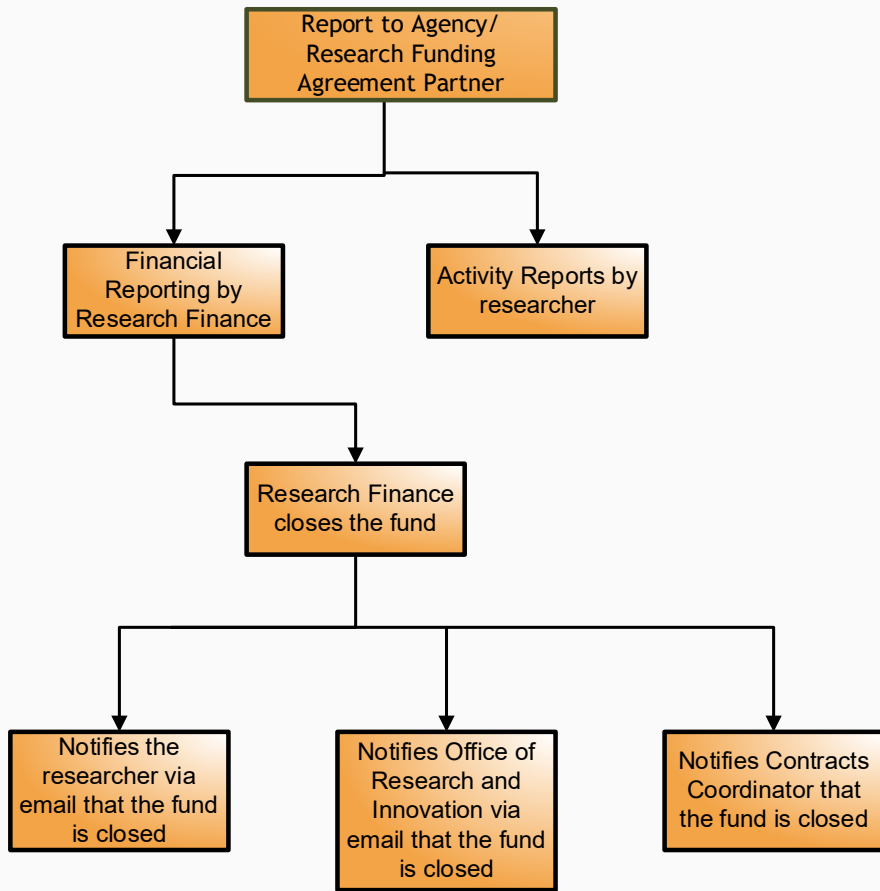 Report to Agency/
Research Funding
Agreement Partner
Financial
Reporting by
Research Finance
Activity Reports by
researcher
Research Finance
closes the fund
Notifies the
researcher via
email that the fund
is closed
Notifies Office of
Research and
Innovation via
email that the fund
is closed
Notifies Contracts
Coordinator that
the fund is closed